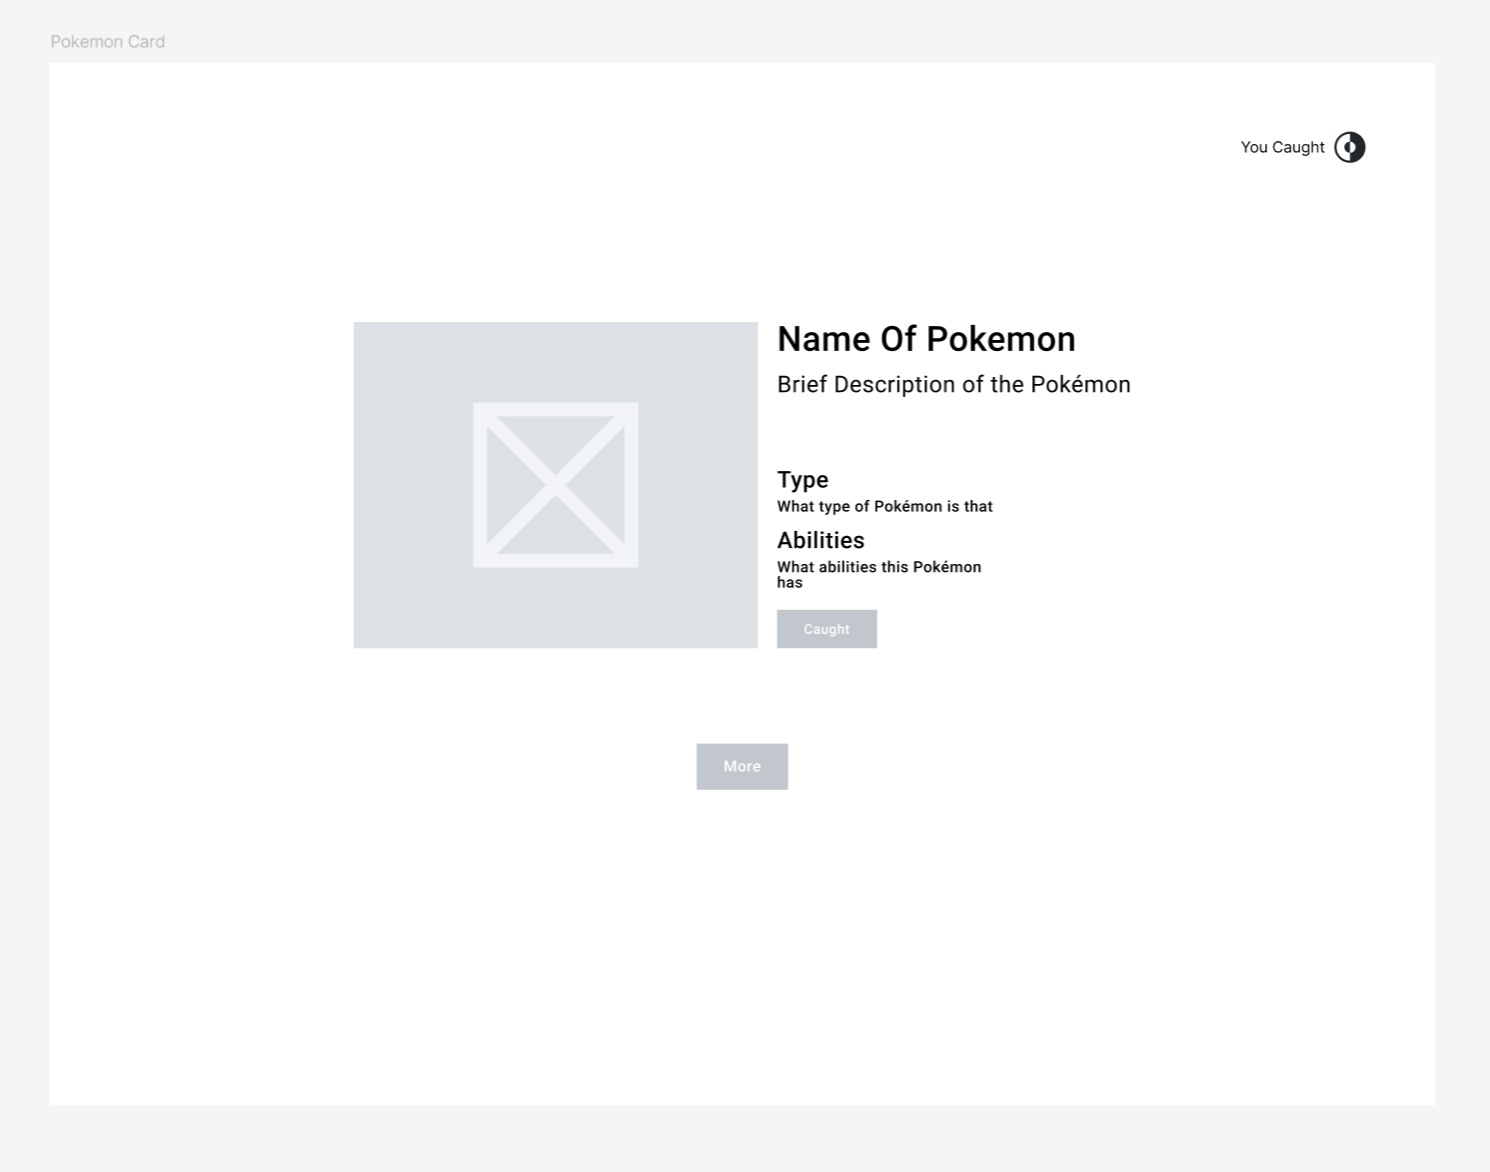 Pokemon Card
You Caught
Name Of Pokemon
Brief Description of the Pokémon
Type
What type of Pokémon is that
Abilities
What abilities this Pokémon
has
Caught
More